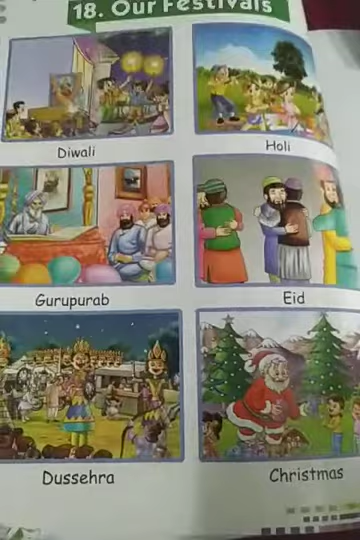 18. Our Festivals
Diwali
Holi
Gurupurab
Eid
Dussehra
Christmas